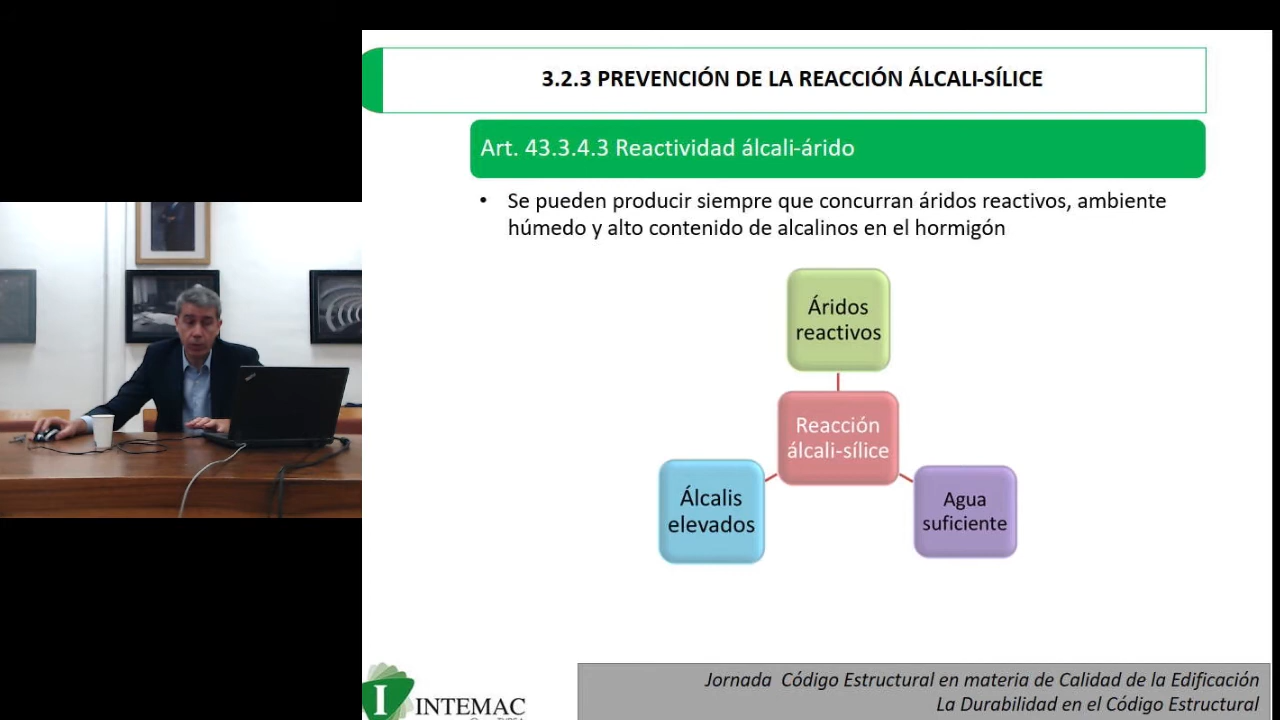 3.2.3 PREVENCIÓN DE LA REACCIÓN ÁLCALI-SÍLICE
Art. 43.3.4.3 Reactividad álcali-árido
• Se pueden producir siempre que concurran áridos reactivos, ambiente
húmedo y alto contenido de alcalinos en el hormigón
Áridos
reactivos
Reacción
álcali-sílice
Álcalis
elevados
Agua
suficiente
I INTEMAC
Jornada Código Estructural en materia de Calidad de la Edificación
La Durabilidad en el Código Estructural